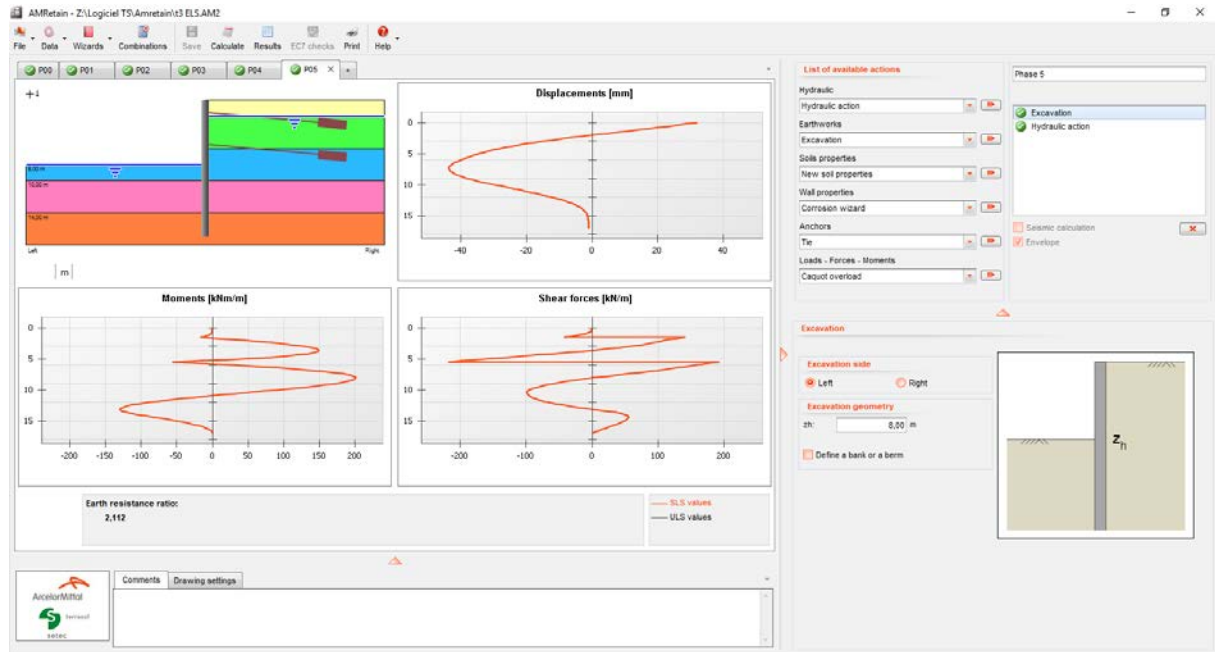 AMRetain - Z:\Logiciel TS\Amretain\t3 ELS.AM2
File Data Wizards Combinations Save Calculate Results EC7 checks Print Help
P00 P01 P02 P03 P04 P05
8,00 m
10,00 m
14,00 m
Left Right
m
Displacements [mm]
0
5
10
15
-40 -20 0 20 40
Moments [kNm/m]
0
5
10
15
-200 -150 -100 -50 0 50 100 150 200
Shear forces [kN/m]
0
5
10
15
-200 -100 0 100 200
Earth resistance ratio:
2,112
SLS values
ULS values
ArcelorMittal
terrasol
setec
Comments Drawing settings
List of available actions
Hydraulic
Hydraulic action
Earthworks
Excavation
Soils properties
New soil properties
Wall properties
Corrosion wizard
Anchors
Tie
Loads - Forces - Moments
Caquot overload
Phase 5
Excavation
Hydraulic action
Seismic calculation
Envelope
Excavation
Excavation side
Left Right
Excavation geometry
zh: 8,00 m
Define a bank or a berm
zh